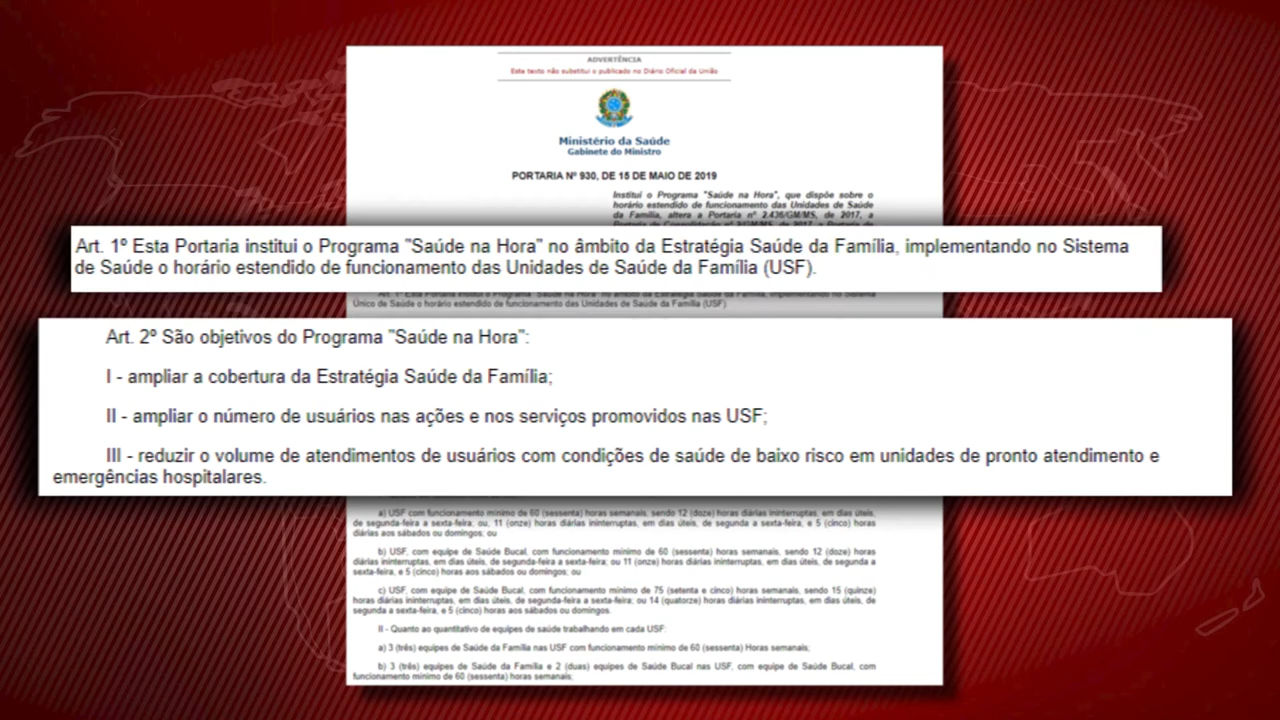 ADVERTÊNCIA
Este texto não substitui o publicado no Diário Oficial da União
Ministério da Saúde
Gabinete do Ministro
PORTARIA Nº 930, DE 15 DE MAIO DE 2019
Institui o Programa "Saúde na Hora", que dispõe sobre o
horário estendido de funcionamento das Unidades de Saúde
da Família, altera a Portaria nº 2.436/GM/MS, de 2017, a
Art. 1º Esta Portaria institui o Programa "Saúde na Hora" no âmbito da Estratégia Saúde da Família, implementando no Sistema
de Saúde o horário estendido de funcionamento das Unidades de Saúde da Família (USF).
Único de Saúde o horário estendido de funcionamento das Unidades de Saúde da Família (USF)
Art. 2º São objetivos do Programa "Saúde na Hora":
I - ampliar a cobertura da Estratégia Saúde da Família;
II - ampliar o número de usuários nas ações e nos serviços promovidos nas USF;
III - reduzir o volume de atendimentos de usuários com condições de saúde de baixo risco em unidades de pronto atendimento e
emergências hospitalares.
a) USF com funcionamento mínimo de 60 (sessenta) horas semanais, sendo 12 (doze) horas diárias ininterruptas, em dias úteis,
de segunda-feira a sexta-feira; ou, 11 (onze) horas diárias ininterruptas, em dias úteis, de segunda a sexta-feira, e 5 (cinco) horas
diárias aos sábados ou domingos; ou
b) USF, com equipe de Saúde Bucal, com funcionamento mínimo de 60 (sessenta) horas semanais, sendo 12 (doze) horas
diárias ininterruptas, em dias úteis, de segunda-feira a sexta-feira; ou 11 (onze) horas diárias ininterruptas, em dias úteis, de segunda a
sexta-feira, e 5 (cinco) horas aos sábados ou domingos; ou
c) USF, com equipe de Saúde Bucal, com funcionamento mínimo de 75 (setenta e cinco) horas semanais, sendo 15 (quinze)
horas diárias ininterruptas, em dias úteis, de segunda-feira a sexta-feira; ou 14 (quatorze) horas diárias ininterruptas, em dias úteis, de
segunda a sexta-feira, e 5 (cinco) horas aos sábados ou domingos.
II - Quanto ao quantitativo de equipes de saúde trabalhando em cada USF:
a) 3 (três) equipes de Saúde da Família nas USF com funcionamento mínimo de 60 (sessenta) Horas semanais;
b) 3 (três) equipes de Saúde da Família e 2 (duas) equipes de Saúde Bucal nas USF, com equipe de Saúde Bucal, com
funcionamento mínimo de 60 (sessenta) horas semanais;